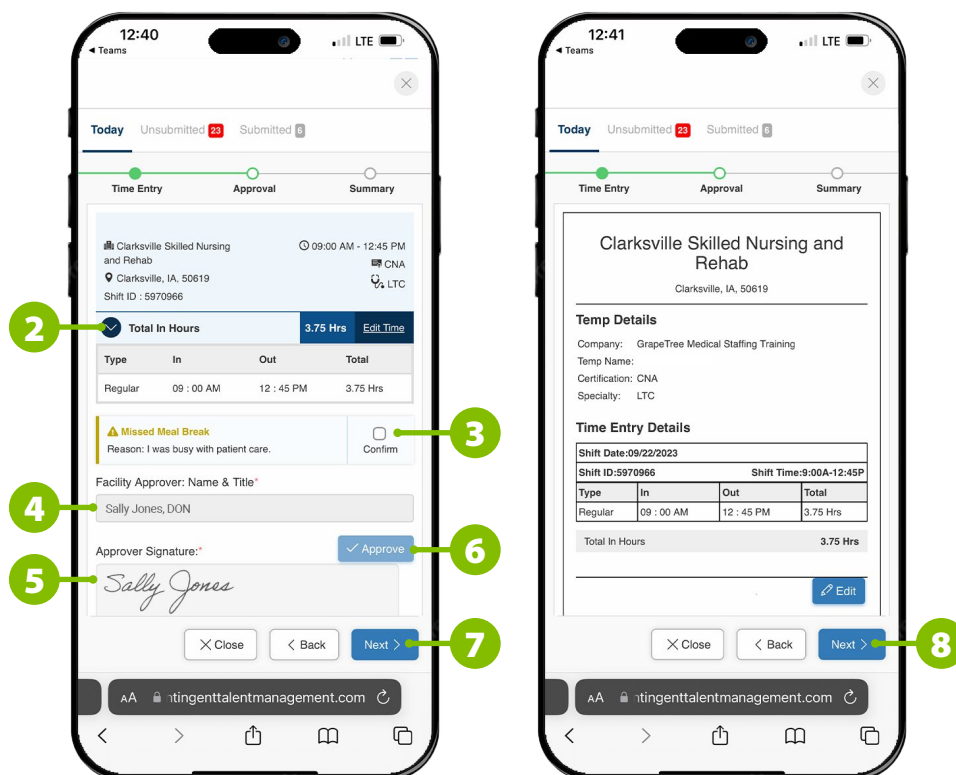 12:40
LTE
◀ Teams
Today Unsubmitted 23 Submitted 6
Time Entry Approval Summary
Clarksville Skilled Nursing and Rehab
09:00 AM - 12:45 PM
CNA
Clarksville, IA, 50619
LTC
Shift ID : 5970966
2
Total In Hours 3.75 Hrs Edit Time
Type In Out Total
Regular 09 : 00 AM 12 : 45 PM 3.75 Hrs
Missed Meal Break
Reason: I was busy with patient care.
Confirm
3
Facility Approver: Name & Title*
4
Sally Jones, DON
Approver Signature:*
Approve
6
5
Sally Jones
Close Back Next
7
AA ntingenttalentmanagement.com
12:41
LTE
◀ Teams
Today Unsubmitted 23 Submitted 6
Time Entry Approval Summary
Clarksville Skilled Nursing and
Rehab
Clarksville, IA, 50619
Temp Details
Company: GrapeTree Medical Staffing Training
Temp Name:
Certification: CNA
Specialty: LTC
Time Entry Details
Shift Date:09/22/2023
Shift ID:5970966 Shift Time:9:00A-12:45P
Type In Out Total
Regular 09 : 00 AM 12 : 45 PM 3.75 Hrs
Total In Hours 3.75 Hrs
Edit
Close Back Next
8
AA ntingenttalentmanagement.com